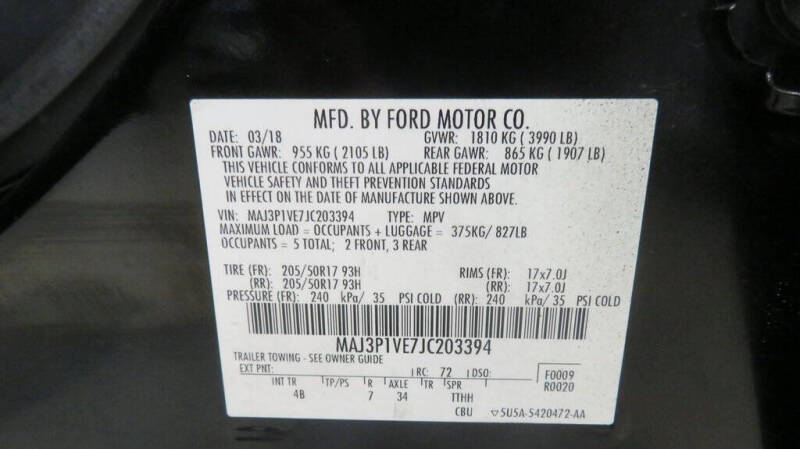 MFD. BY FORD MOTOR CO.
DATE: 03/18 GVWR: 1810 KG (3990 LB)
FRONT GAWR: 955 KG (2105 LB) REAR GAWR: 865 KG (1907 LB)
THIS VEHICLE CONFORMS TO ALL APPLICABLE FEDERAL MOTOR
VEHICLE SAFETY AND THEFT PREVENTION STANDARDS
IN EFFECT ON THE DATE OF MANUFACTURE SHOWN ABOVE.
VIN: MAJ3P1VE7JC203394 TYPE: MPV
MAXIMUM LOAD = OCCUPANTS + LUGGAGE = 375KG/ 827LB
OCCUPANTS = 5 TOTAL; 2 FRONT, 3 REAR
TIRE (FR): 205/50R17 93H RIMS (FR): 17x7.0J
(RR): 205/50R17 93H (RR): 17x7.0J
PRESSURE (FR): 240 kPa/ 35 PSI COLD (RR): 240 kPa/ 35 PSI COLD
MAJ3P1VE7JC203394
TRAILER TOWING - SEE OWNER GUIDE
EXT PNT: RC: 72 DSO: F0009
R0020
INT TR TP/PS R AXLE TR SPR
4B 7 34 TTHH
CBU ▽5U5A-5420472-AA